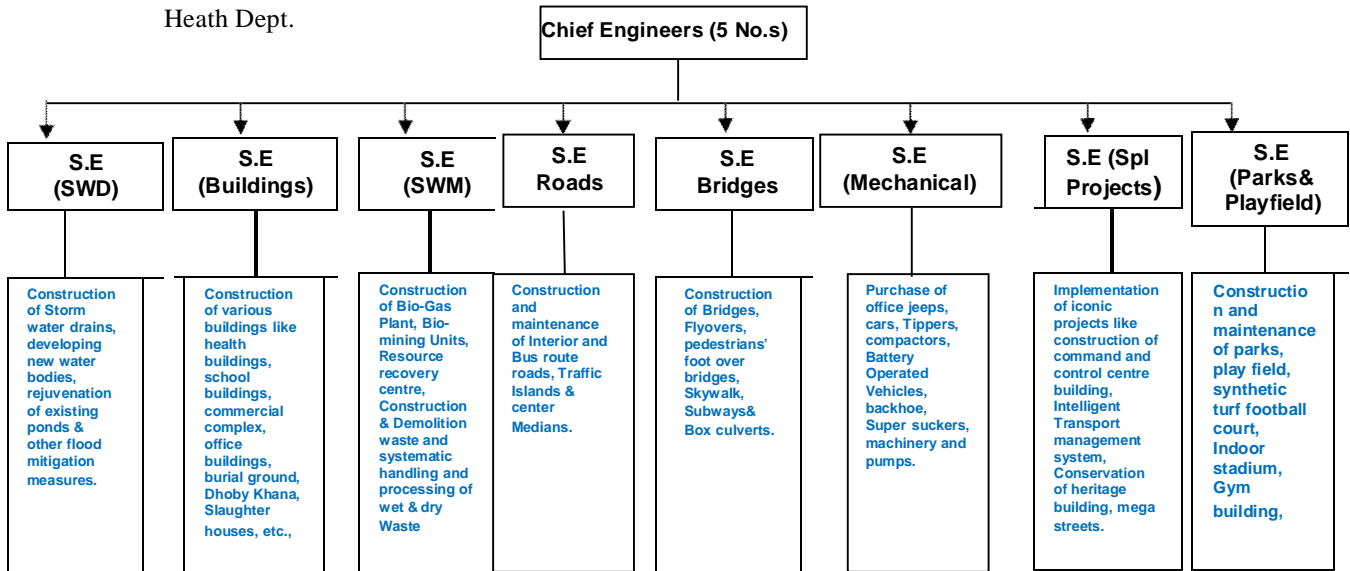 Heath Dept.
Chief Engineers (5 No.s)
S.E
(SWD)
S.E
(Buildings)
S.E
(SWM)
S.E
Roads
S.E
Bridges
S.E
(Mechanical)
S.E (Spl
Projects)
S.E
(Parks&
Playfield)
Construction
of Storm
water drains,
developing
new water
bodies,
rejuvenation
of existing
ponds &
other flood
mitigation
measures.
Construction
of various
buildings like
health
buildings,
school
buildings,
commercial
complex,
office
buildings,
burial ground,
Dhoby Khana,
Slaughter
houses, etc.,
Construction
of Bio-Gas
Plant, Bio-
mining Units,
Resource
recovery
centre,
Construction
& Demolition
waste and
systematic
handling and
processing of
wet & dry
Waste
Construction
and
maintenance
of Interior and
Bus route
roads, Traffic
Islands &
center
Medians.
Construction
of Bridges,
Flyovers,
pedestrians'
foot over
bridges,
Skywalk,
Subways&
Box culverts.
Purchase of
office jeeps,
cars, Tippers,
compactors,
Battery
Operated
Vehicles,
backhoe,
Super suckers,
machinery and
pumps.
Implementation
of iconic
projects like
construction of
command and
control centre
building,
Intelligent
Transport
management
system,
Conservation
of heritage
building, mega
streets.
Constructio
n and
maintenance
of parks,
play field,
synthetic
turf football
court,
Indoor
stadium,
Gym
building,